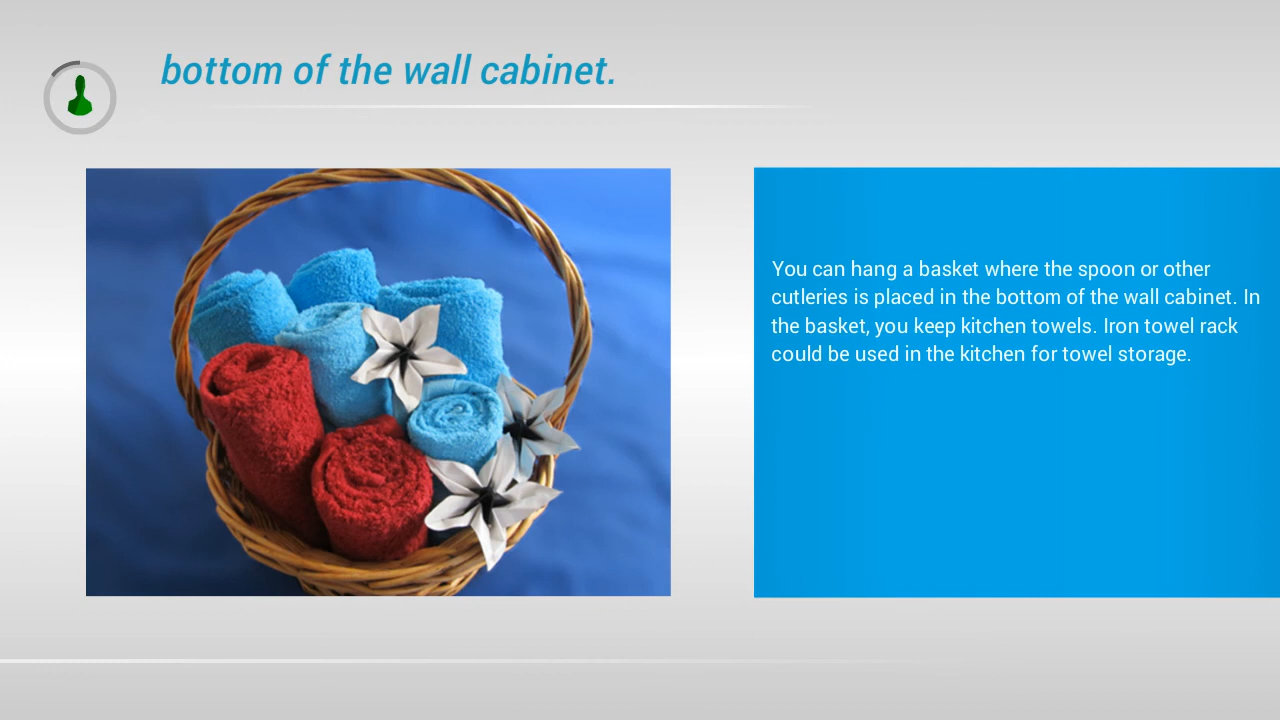 bottom of the wall cabinet.
You can hang a basket where the spoon or other
cutleries is placed in the bottom of the wall cabinet. In
the basket, you keep kitchen towels. Iron towel rack
could be used in the kitchen for towel storage.